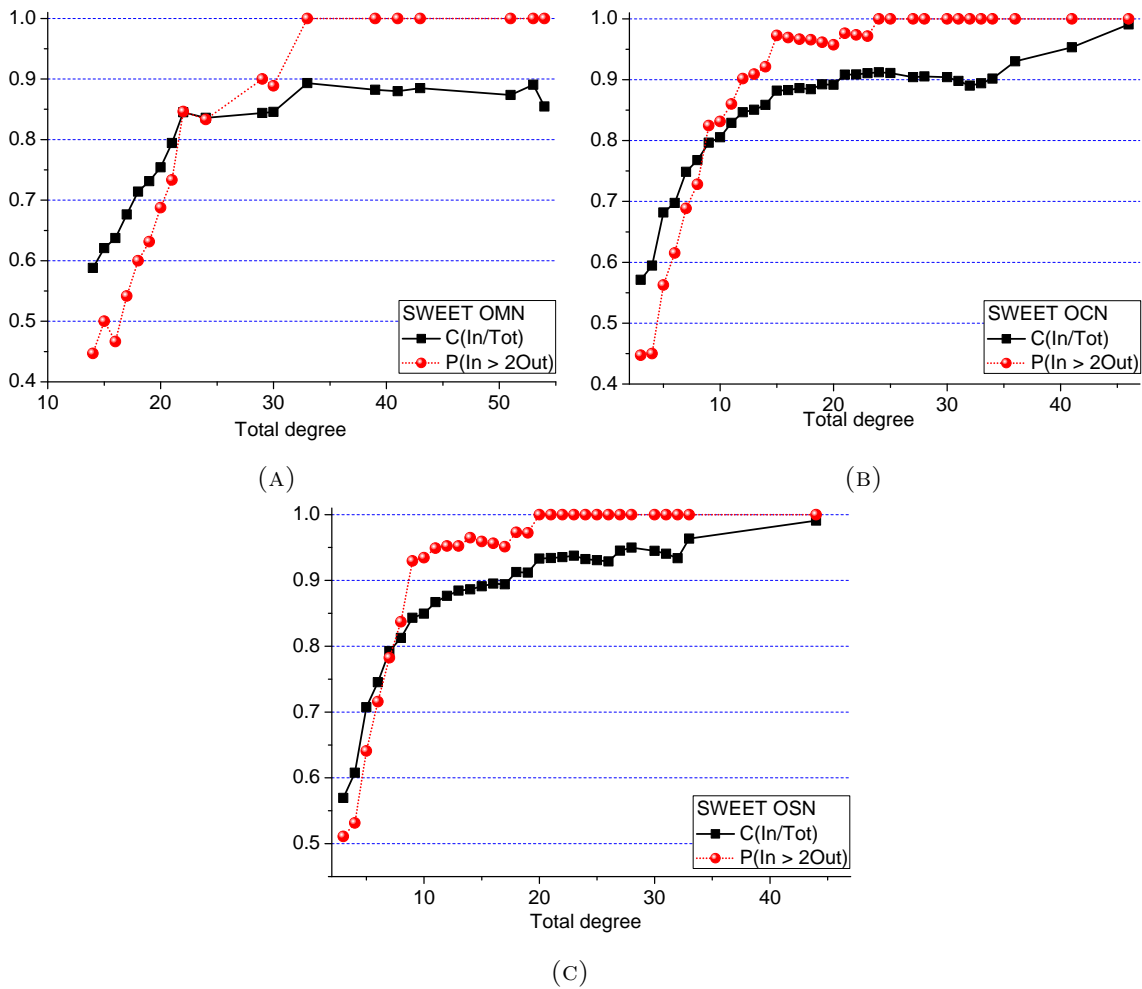 1.0
0.9
0.8
0.7
0.6
0.5
0.4
SWEET OMN
C(In/Tot)
P(In > 2Out)
10 20 30 40 50
Total degree
(A)
1.0
0.9
0.8
0.7
0.6
0.5
0.4
SWEET OCN
C(In/Tot)
P(In > 2Out)
10 20 30 40
Total degree
(B)
1.0
0.9
0.8
0.7
0.6
0.5
SWEET OSN
C(In/Tot)
P(In > 2Out)
10 20 30 40
Total degree
(C)